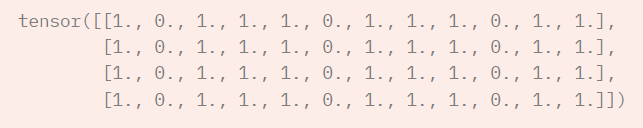 tensor([[1., 0., 1., 1., 1., 0., 1., 1., 1., 0., 1., 1.],
        [1., 0., 1., 1., 1., 0., 1., 1., 1., 0., 1., 1.],
        [1., 0., 1., 1., 1., 0., 1., 1., 1., 0., 1., 1.],
        [1., 0., 1., 1., 1., 0., 1., 1., 1., 0., 1., 1.]])